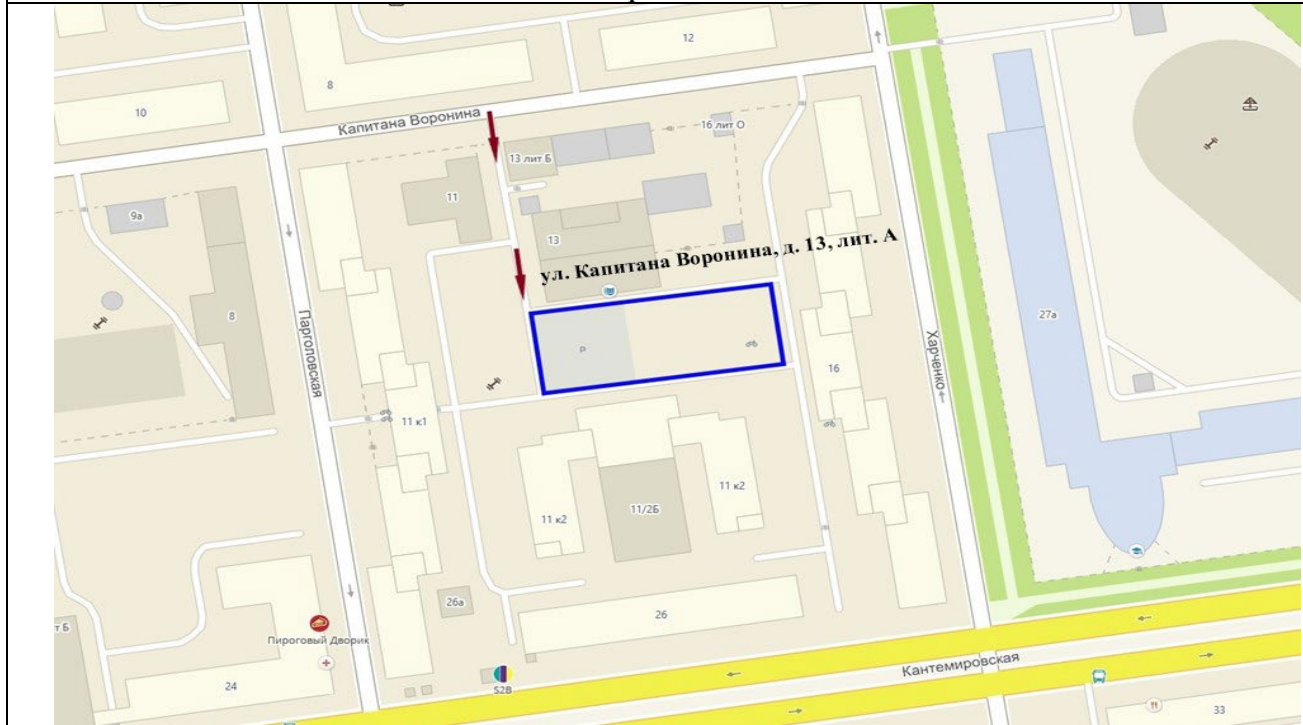 12
8
10
Капитана Воронина
16 лит О
13 лит Б
11
9а
13
ул. Капитана Воронина, д. 13, лит. А
27а
8
Парголовская
P
Харченко
16
11 к1
11 к2
11/2Б
11 к2
26а
26
т Б
Пироговый Дворик
Кантемировская
24
S2B
33